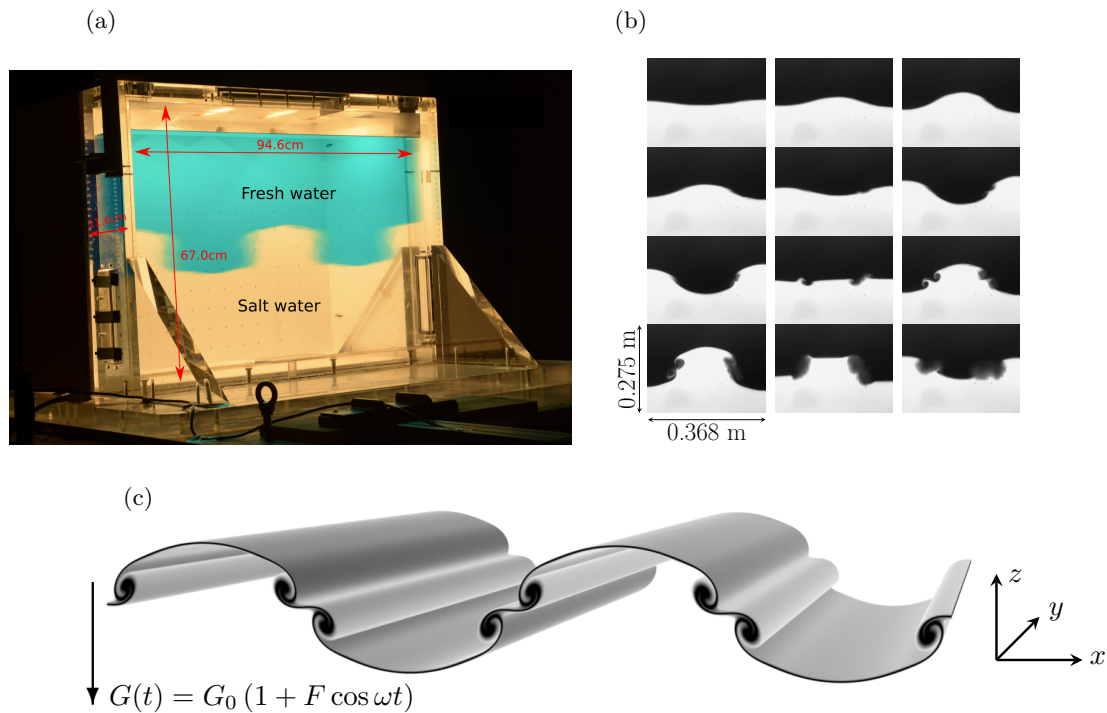 (a)
94.6cm
Fresh water
67.0cm
Salt water
(b)
0.275 m
0.368 m
(c)
z
y
x
G(t) = G₀ (1 + F cos ωt)